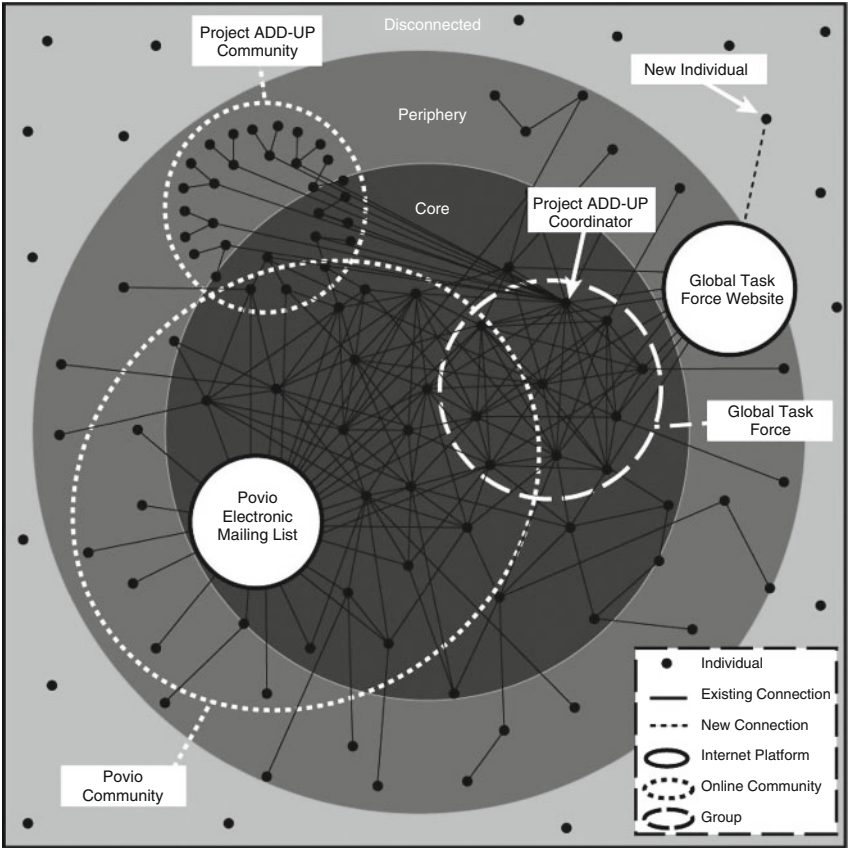 Disconnected
Project ADD-UP
Community
New Individual
Periphery
Core
Project ADD-UP
Coordinator
Global Task
Force Website
Global Task
Force
Povio
Electronic
Mailing List
Povio
Community
Individual
Existing Connection
New Connection
Internet Platform
Online Community
Group